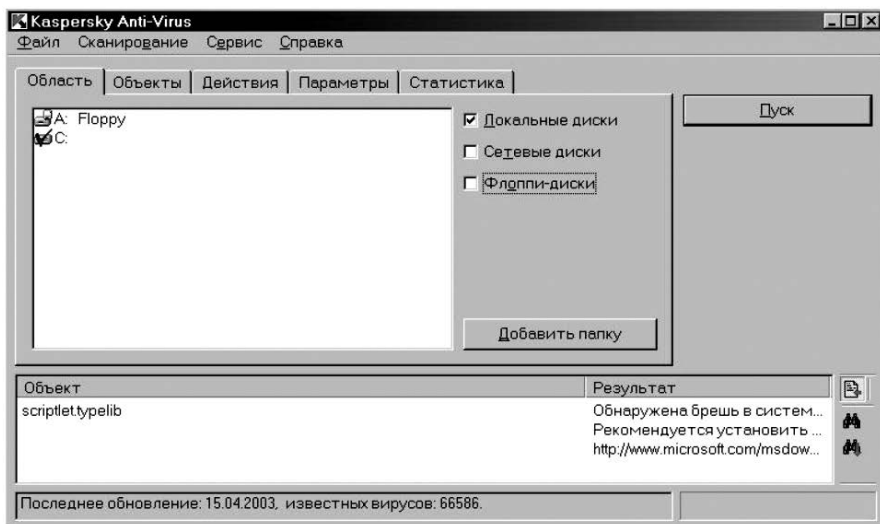 Kaspersky Anti-Virus
Файл Сканирование Сервис Справка
Область Объекты Действия Параметры Статистика
A: Floppy
C:
Локальные диски
Сетевые диски
Флоппи-диски
Добавить папку
Пуск
Объект Результат
scriptlet.typelib Обнаружена брешь в систем...
Рекомендуется установить ...
http://www.microsoft.com/msdow...
Последнее обновление: 15.04.2003, известных вирусов: 66586.